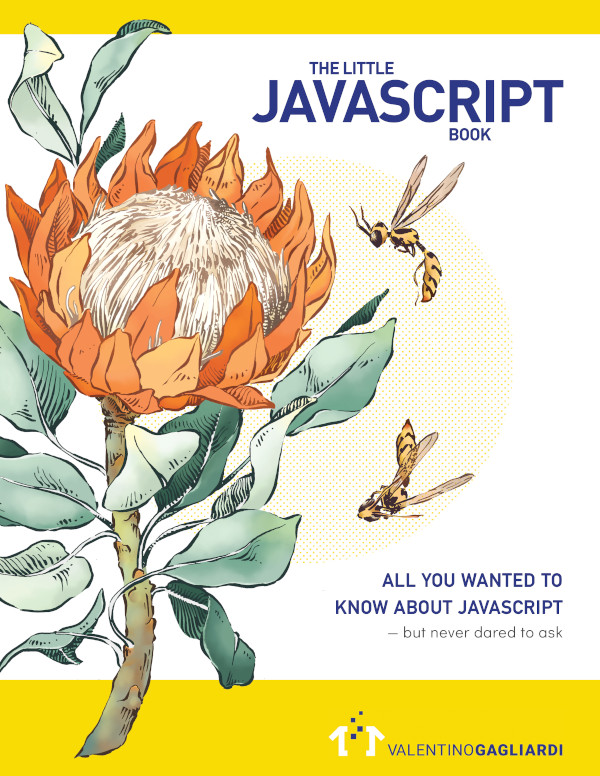 THE LITTLE
JAVASCRIPT
BOOK
ALL YOU WANTED TO
KNOW ABOUT JAVASCRIPT
— but never dared to ask
VALENTINOGAGLIARDI